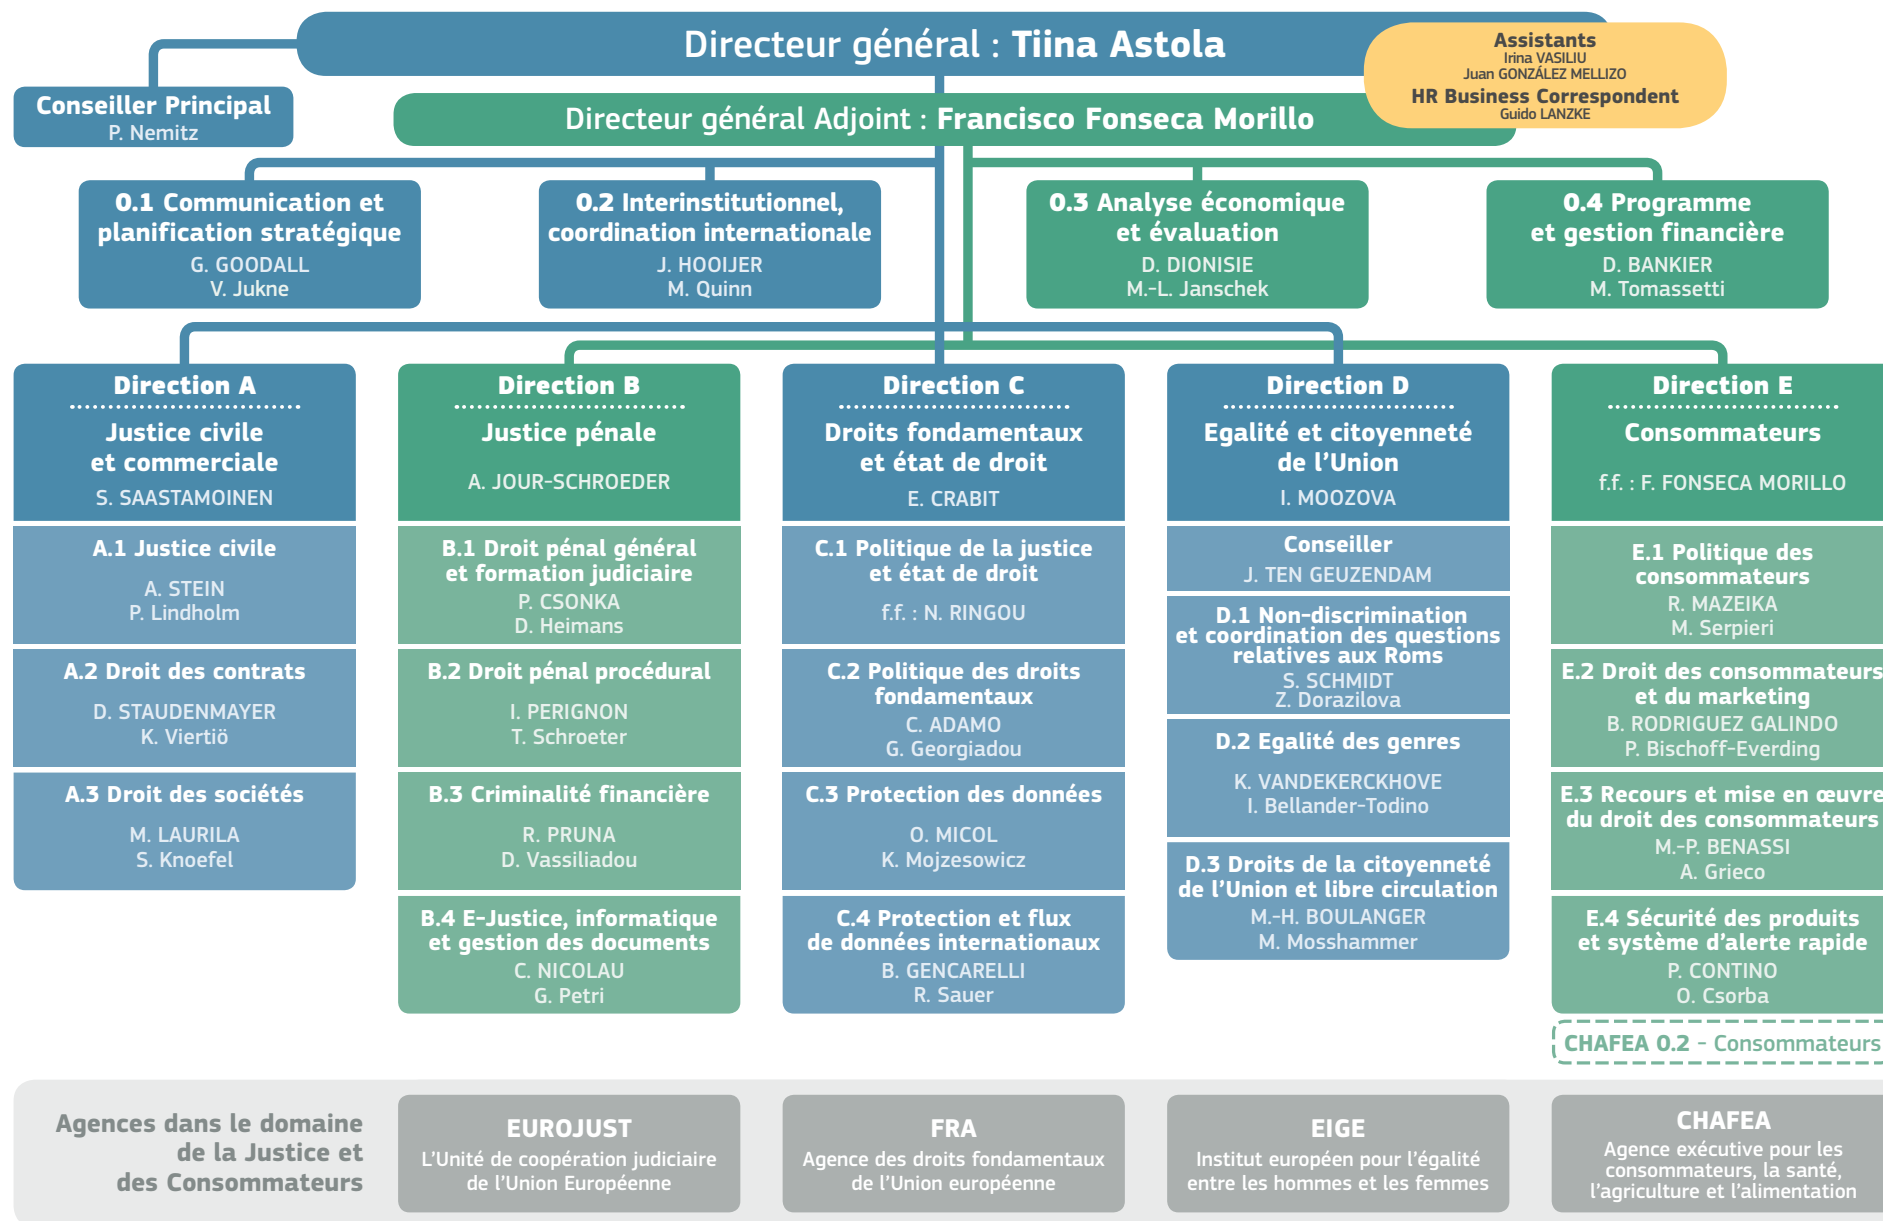 Directeur général : Tiina Astola
Assistants
Irina VASILIU
Juan GONZÁLEZ MELLIZO
HR Business Correspondent
Guido LANZKE
Conseiller Principal
P. Nemitz
Directeur général Adjoint : Francisco Fonseca Morillo
0.1 Communication et
planification stratégique
G. GOODALL
V. Jukne
0.2 Interinstitutionnel,
coordination internationale
J. HOOIJER
M. Quinn
0.3 Analyse économique
et évaluation
D. DIONISIE
M.-L. Janschek
0.4 Programme
et gestion financière
D. BANKIER
M. Tomassetti
Direction A
Justice civile
et commerciale
S. SAASTAMOINEN
A.1 Justice civile
A. STEIN
P. Lindholm
A.2 Droit des contrats
D. STAUDENMAYER
K. Viertiö
A.3 Droit des sociétés
M. LAURILA
S. Knoefel
Direction B
Justice pénale
A. JOUR-SCHROEDER
B.1 Droit pénal général
et formation judiciaire
P. CSONKA
D. Heimans
B.2 Droit pénal procédural
I. PERIGNON
T. Schroeter
B.3 Criminalité financière
R. PRUNA
D. Vassiliadou
B.4 E-Justice, informatique
et gestion des documents
C. NICOLAU
G. Petri
Direction C
Droits fondamentaux
et état de droit
E. CRABIT
C.1 Politique de la justice
et état de droit
f.f. : N. RINGOU
C.2 Politique des droits
fondamentaux
C. ADAMO
G. Georgiadou
C.3 Protection des données
O. MICOL
K. Mojzesowicz
C.4 Protection et flux
de données internationaux
B. GENCARELLI
R. Sauer
Direction D
Egalité et citoyenneté
de l'Union
I. MOOZOVA
Conseiller
J. TEN GEUZENDAM
D.1 Non-discrimination
et coordination des questions
relatives aux Roms
S. SCHMIDT
Z. Dorazilova
D.2 Egalité des genres
K. VANDEKERCKHOVE
I. Bellander-Todino
D.3 Droits de la citoyenneté
de l'Union et libre circulation
M.-H. BOULANGER
M. Mosshammer
Direction E
Consommateurs
f.f. : F. FONSECA MORILLO
E.1 Politique des
consommateurs
R. MAZEIKA
M. Serpieri
E.2 Droit des consommateurs
et du marketing
B. RODRIGUEZ GALINDO
P. Bischoff-Everding
E.3 Recours et mise en œuvre
du droit des consommateurs
M.-P. BENASSI
A. Grieco
E.4 Sécurité des produits
et système d'alerte rapide
P. CONTINO
O. Csorba
CHAFEA 0.2 - Consommateurs
Agences dans le domaine
de la Justice et
des Consommateurs
EUROJUST
L'Unité de coopération judiciaire
de l'Union Européenne
FRA
Agence des droits fondamentaux
de l'Union européenne
EIGE
Institut européen pour l'égalité
entre les hommes et les femmes
CHAFEA
Agence exécutive pour les
consommateurs, la santé,
l'agriculture et l'alimentation